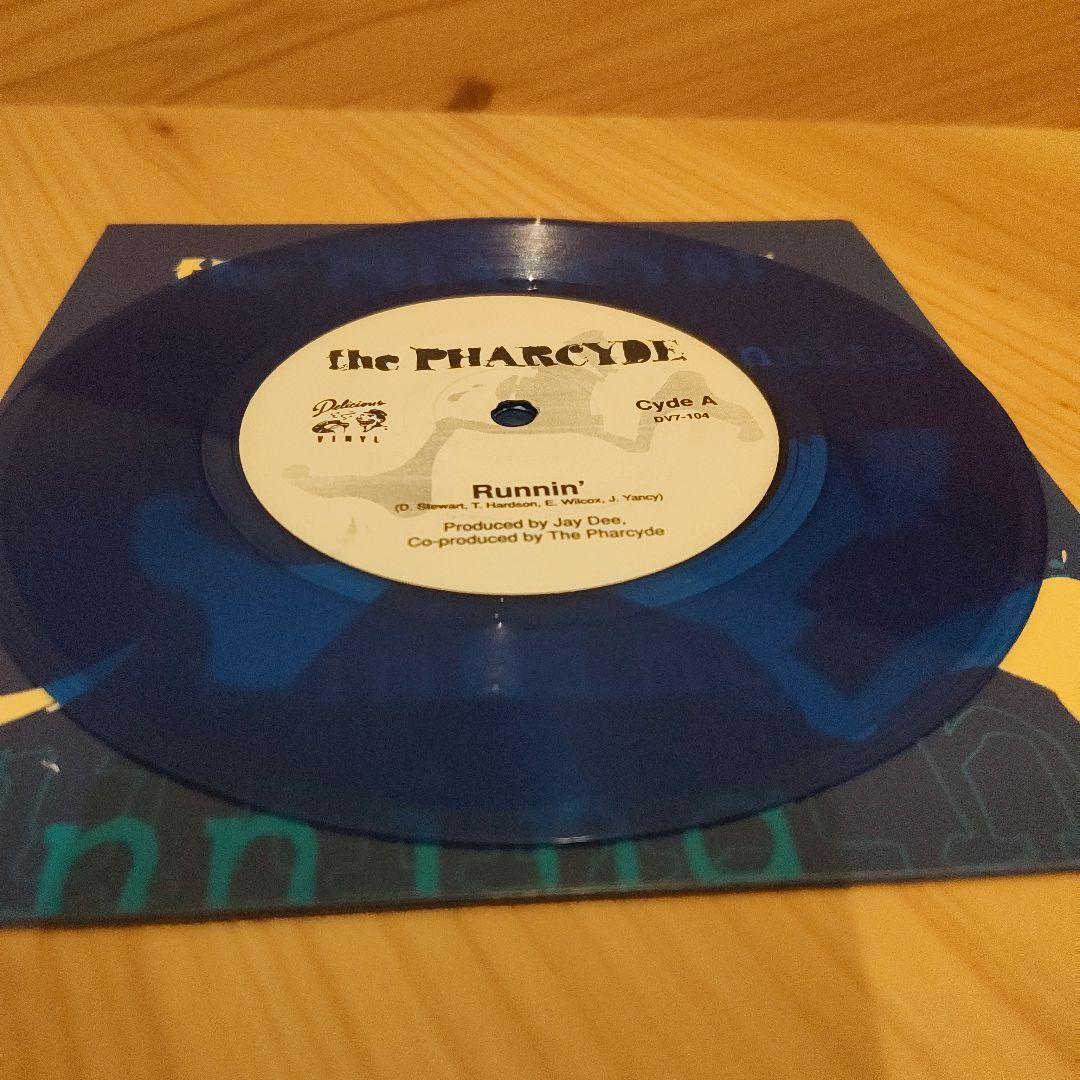 the PHARCYDE
Delicious
VINYL
Cyde A
DV7-104
Runnin'
(D. Stewart, T. Hardson, E. Wilcox, J. Yancy)
Produced by Jay Dee,
Co-produced by The Pharcyde